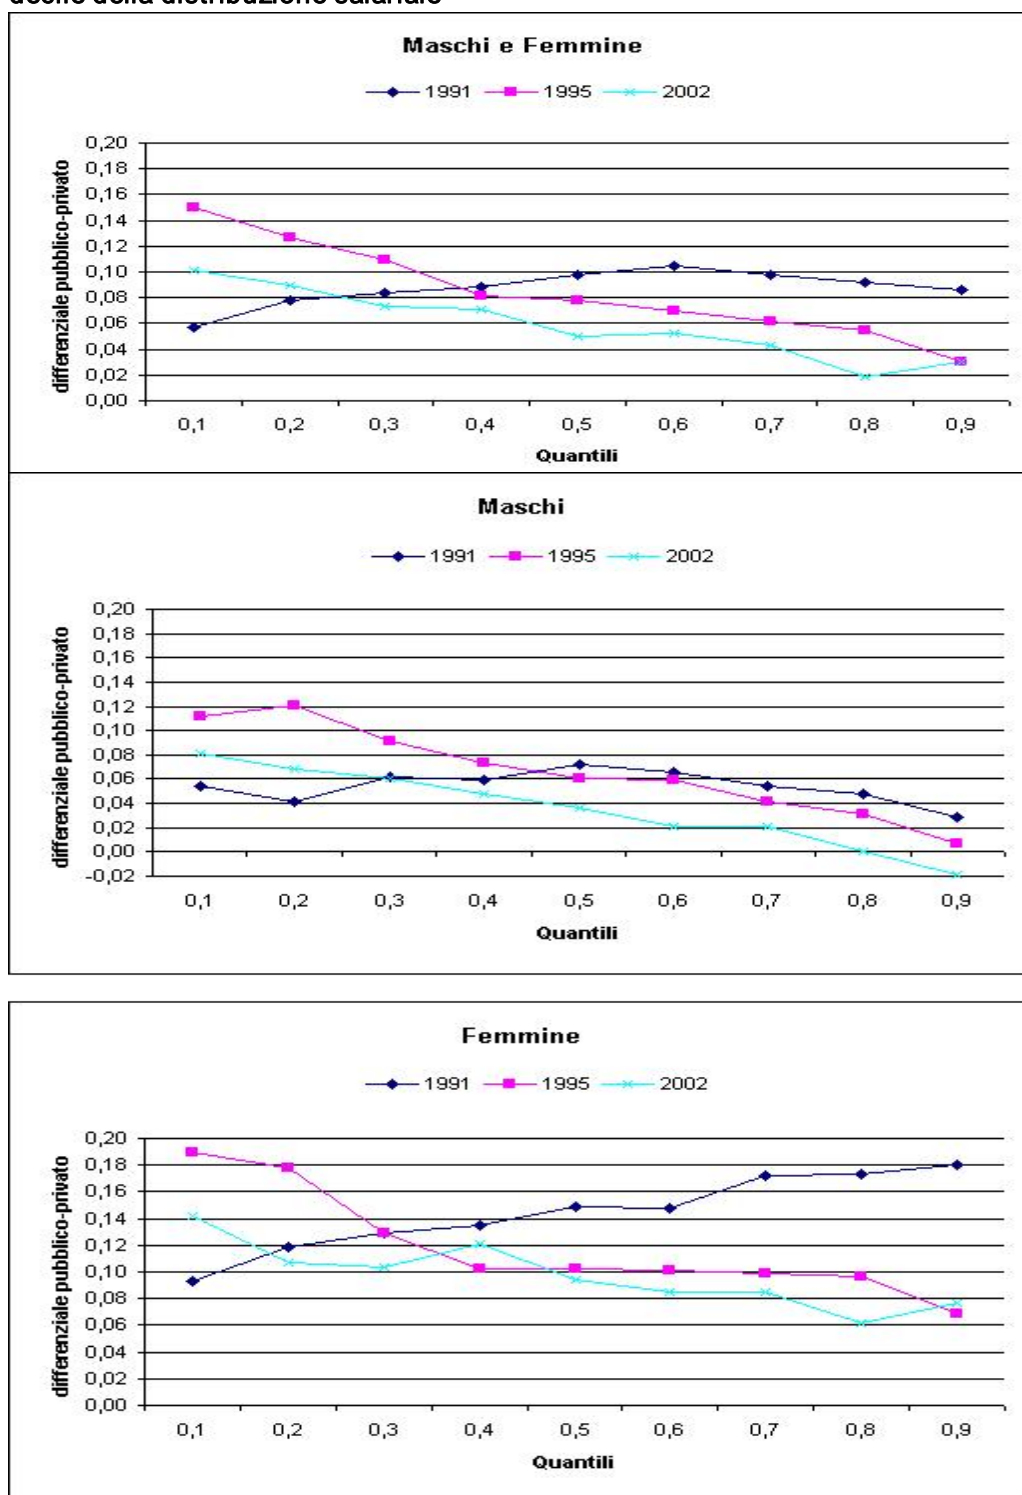 decile della distribuzione salariale
Maschi e Femmine
1991 1995 2002
differenziale pubblico-privato
0,20
0,18
0,16
0,14
0,12
0,10
0,08
0,06
0,04
0,02
0,00
0,1 0,2 0,3 0,4 0,5 0,6 0,7 0,8 0,9
Quantili
Maschi
1991 1995 2002
differenziale pubblico-privato
0,20
0,18
0,16
0,14
0,12
0,10
0,08
0,06
0,04
0,02
0,00
-0,02
0,1 0,2 0,3 0,4 0,5 0,6 0,7 0,8 0,9
Quantili
Femmine
1991 1995 2002
differenziale pubblico-privato
0,20
0,18
0,16
0,14
0,12
0,10
0,08
0,06
0,04
0,02
0,00
0,1 0,2 0,3 0,4 0,5 0,6 0,7 0,8 0,9
Quantili